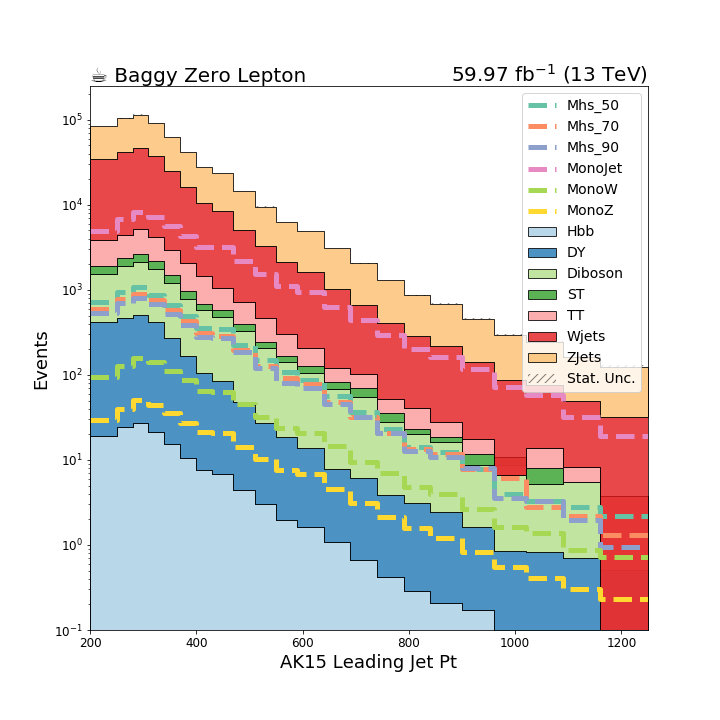 ☕ Baggy Zero Lepton
59.97 fb⁻¹ (13 TeV)
Mhs_50
Mhs_70
Mhs_90
MonoJet
MonoW
MonoZ
Hbb
DY
Diboson
ST
TT
Wjets
ZJets
Stat. Unc.
Events
10⁵
10⁴
10³
10²
10¹
10⁰
10⁻¹
200 400 600 800 1000 1200
AK15 Leading Jet Pt